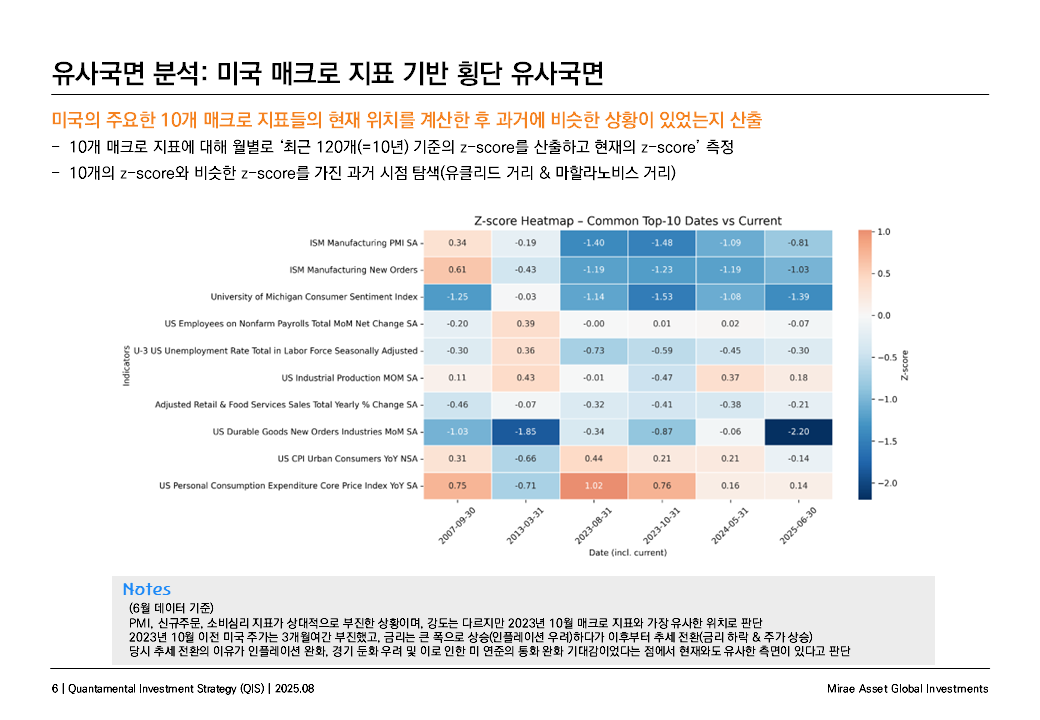 유사국면 분석: 미국 매크로 지표 기반 횡단 유사국면
미국의 주요한 10개 매크로 지표들의 현재 위치를 계산한 후 과거에 비슷한 상황이 있었는지 산출
- 10개 매크로 지표에 대해 월별로 ‘최근 120개(=10년) 기준의 z-score를 산출하고 현재의 z-score’ 측정
- 10개의 z-score와 비슷한 z-score를 가진 과거 시점 탐색(유클리드 거리 & 마할라노비스 거리)
Z-score Heatmap – Common Top-10 Dates vs Current
ISM Manufacturing PMI SA 0.34 -0.19 -1.40 -1.48 -1.09 -0.81
ISM Manufacturing New Orders 0.61 -0.43 -1.19 -1.23 -1.19 -1.03
University of Michigan Consumer Sentiment Index -1.25 -0.03 -1.14 -1.53 -1.08 -1.39
US Employees on Nonfarm Payrolls Total MoM Net Change SA -0.20 0.39 -0.00 0.01 0.02 -0.07
U-3 US Unemployment Rate Total in Labor Force Seasonally Adjusted -0.30 0.36 -0.73 -0.59 -0.45 -0.30
US Industrial Production MOM SA 0.11 0.43 -0.01 -0.47 0.37 0.18
Adjusted Retail & Food Services Sales Total Yearly % Change SA -0.46 -0.07 -0.32 -0.41 -0.38 -0.21
US Durable Goods New Orders Industries MoM SA -1.03 -1.85 -0.34 -0.87 -0.06 -2.20
US CPI Urban Consumers YoY NSA 0.31 -0.66 0.44 0.21 0.21 -0.14
US Personal Consumption Expenditure Core Price Index YoY SA 0.75 -0.71 1.02 0.76 0.16 0.14
Indicators
2007-09-30 2013-03-31 2023-08-31 2023-10-31 2024-05-31 2025-06-30
Date (incl. current)
1.0
0.5
0.0
−0.5
−1.0
−1.5
−2.0
Z-score
Notes
(6월 데이터 기준)
PMI, 신규주문, 소비심리 지표가 상대적으로 부진한 상황이며, 강도는 다르지만 2023년 10월 매크로 지표와 가장 유사한 위치로 판단
2023년 10월 이전 미국 주가는 3개월여간 부진했고, 금리는 큰 폭으로 상승(인플레이션 우려)하다가 이후부터 추세 전환(금리 하락 & 주가 상승)
당시 추세 전환의 이유가 인플레이션 완화, 경기 둔화 우려 및 이로 인한 미 연준의 통화 완화 기대감이었다는 점에서 현재와도 유사한 측면이 있다고 판단
6 | Quantamental Investment Strategy (QIS) | 2025.08
Mirae Asset Global Investments